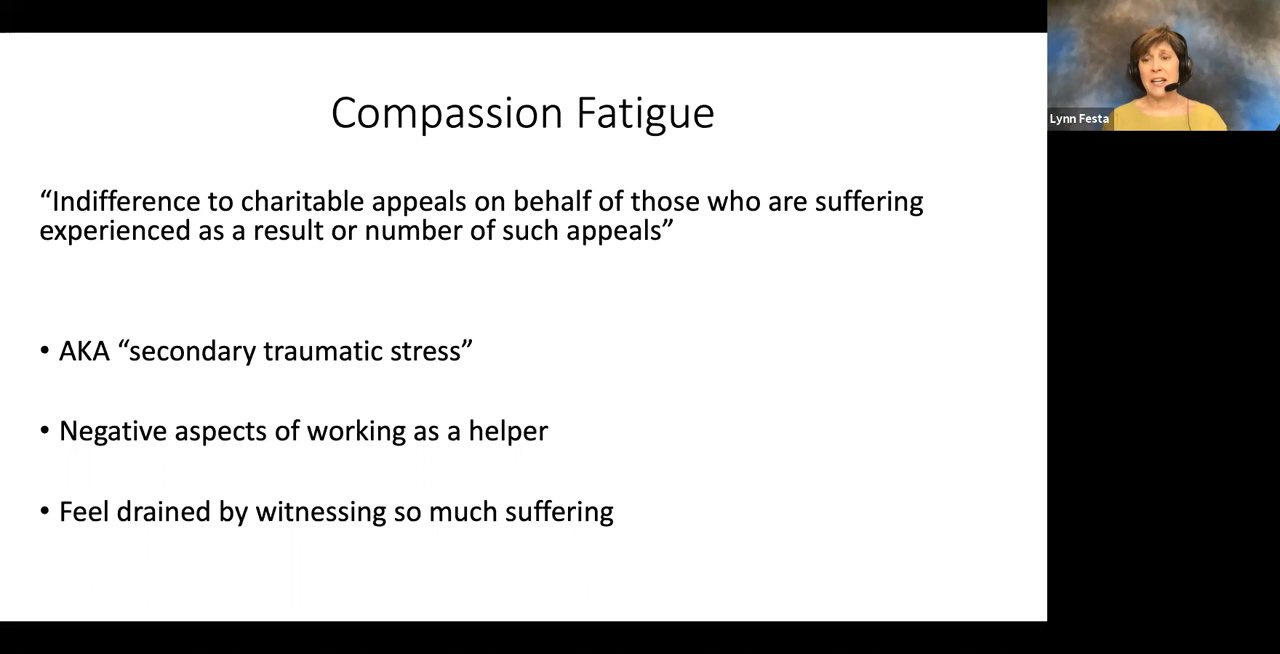 Compassion Fatigue
“Indifference to charitable appeals on behalf of those who are suffering
experienced as a result or number of such appeals”
• AKA “secondary traumatic stress”
• Negative aspects of working as a helper
• Feel drained by witnessing so much suffering
Lynn Festa